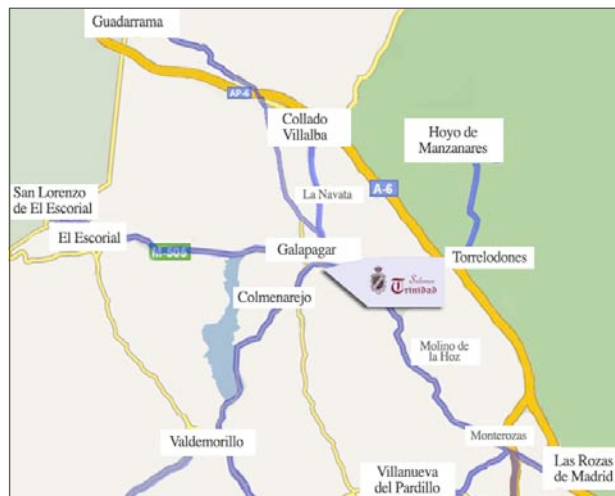 Guadarrama
AP-6
Collado
Villalba
Hoyo de
Manzanares
A-6
La Navata
San Lorenzo
de El Escorial
El Escorial
M-505
Galapagar
Torrelodones
Trinidad
Colmenarejo
Molino de
la Hoz
Valdemorillo
Monterozas
Las Rozas
de Madrid
Villanueva
del Pardillo